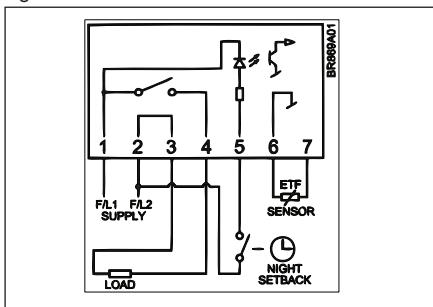 BR869A01
1 2 3 4 5 6 7
F/L1 F/L2
SUPPLY
ETF
SENSOR
NIGHT
SETBACK
LOAD